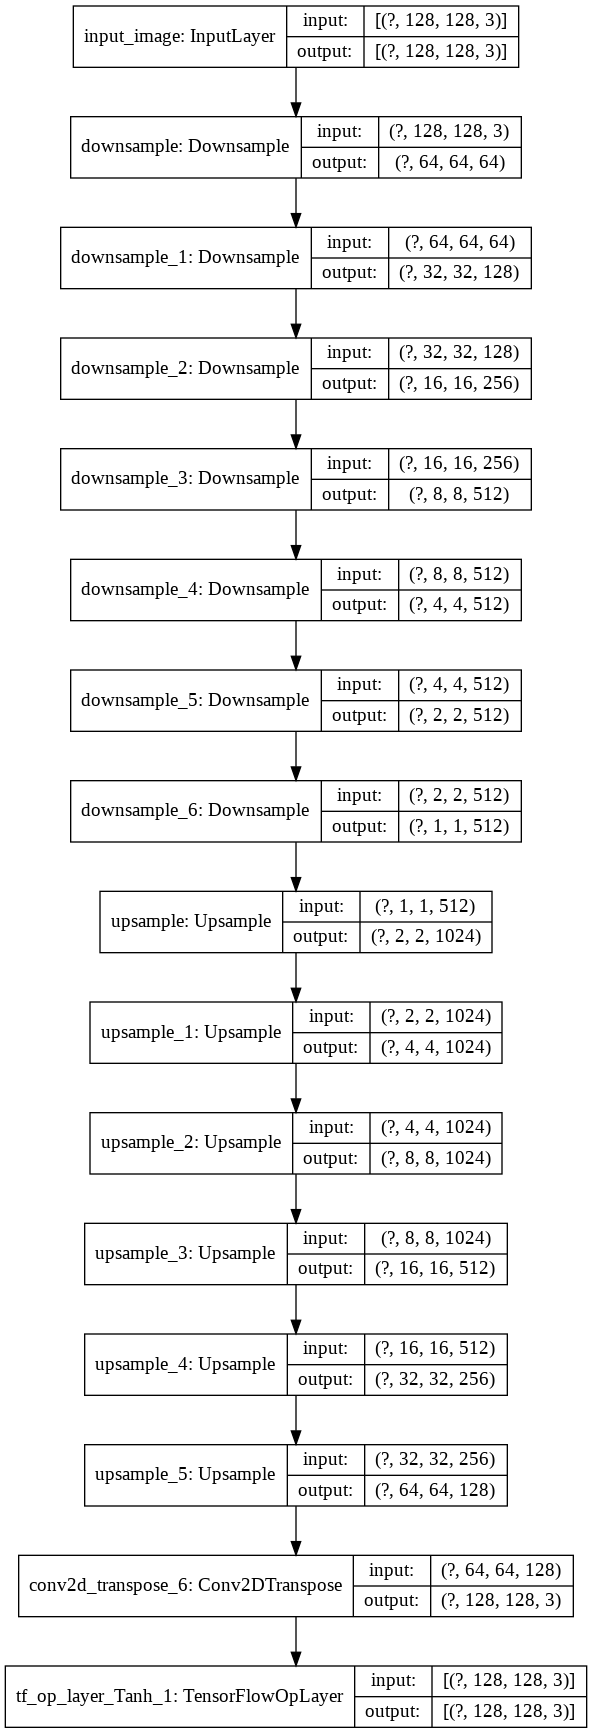 input_image: InputLayer
input: [(?, 128, 128, 3)]
output: [(?, 128, 128, 3)]
downsample: Downsample
input: (?, 128, 128, 3)
output: (?, 64, 64, 64)
downsample_1: Downsample
input: (?, 64, 64, 64)
output: (?, 32, 32, 128)
downsample_2: Downsample
input: (?, 32, 32, 128)
output: (?, 16, 16, 256)
downsample_3: Downsample
input: (?, 16, 16, 256)
output: (?, 8, 8, 512)
downsample_4: Downsample
input: (?, 8, 8, 512)
output: (?, 4, 4, 512)
downsample_5: Downsample
input: (?, 4, 4, 512)
output: (?, 2, 2, 512)
downsample_6: Downsample
input: (?, 2, 2, 512)
output: (?, 1, 1, 512)
upsample: Upsample
input: (?, 1, 1, 512)
output: (?, 2, 2, 1024)
upsample_1: Upsample
input: (?, 2, 2, 1024)
output: (?, 4, 4, 1024)
upsample_2: Upsample
input: (?, 4, 4, 1024)
output: (?, 8, 8, 1024)
upsample_3: Upsample
input: (?, 8, 8, 1024)
output: (?, 16, 16, 512)
upsample_4: Upsample
input: (?, 16, 16, 512)
output: (?, 32, 32, 256)
upsample_5: Upsample
input: (?, 32, 32, 256)
output: (?, 64, 64, 128)
conv2d_transpose_6: Conv2DTranspose
input: (?, 64, 64, 128)
output: (?, 128, 128, 3)
tf_op_layer_Tanh_1: TensorFlowOpLayer
input: [(?, 128, 128, 3)]
output: [(?, 128, 128, 3)]